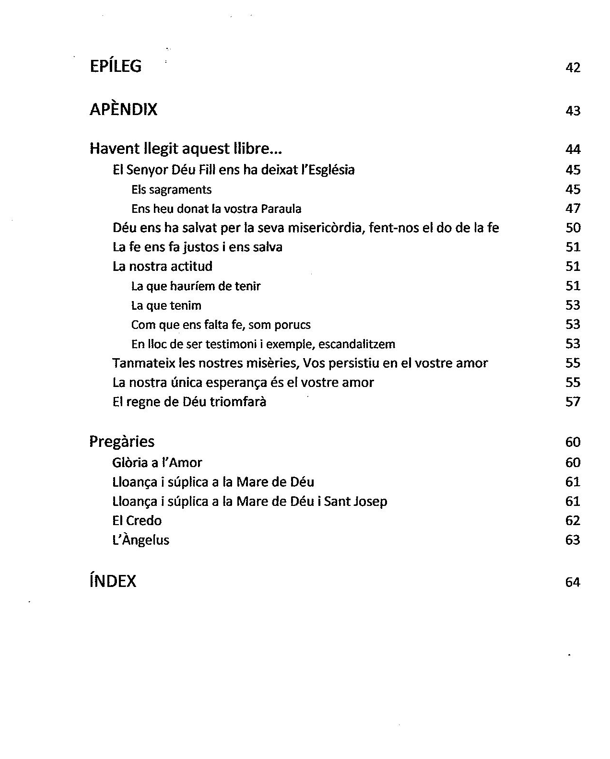 EPÍLEG 42
APÈNDIX 43
Havent llegit aquest llibre... 44
El Senyor Déu Fill ens ha deixat l'Església 45
Els sagraments 45
Ens heu donat la vostra Paraula 47
Déu ens ha salvat per la seva misericòrdia, fent-nos el do de la fe 50
La fe ens fa justos i ens salva 51
La nostra actitud 51
La que hauríem de tenir 51
La que tenim 53
Com que ens falta fe, som porucs 53
En lloc de ser testimoni i exemple, escandalitzem 53
Tanmateix les nostres misèries, Vos persistiu en el vostre amor 55
La nostra única esperança és el vostre amor 55
El regne de Déu triomfarà 57
Pregàries 60
Glòria a l'Amor 60
Lloança i súplica a la Mare de Déu 61
Lloança i súplica a la Mare de Déu i Sant Josep 61
El Credo 62
L'Àngelus 63
ÍNDEX 64